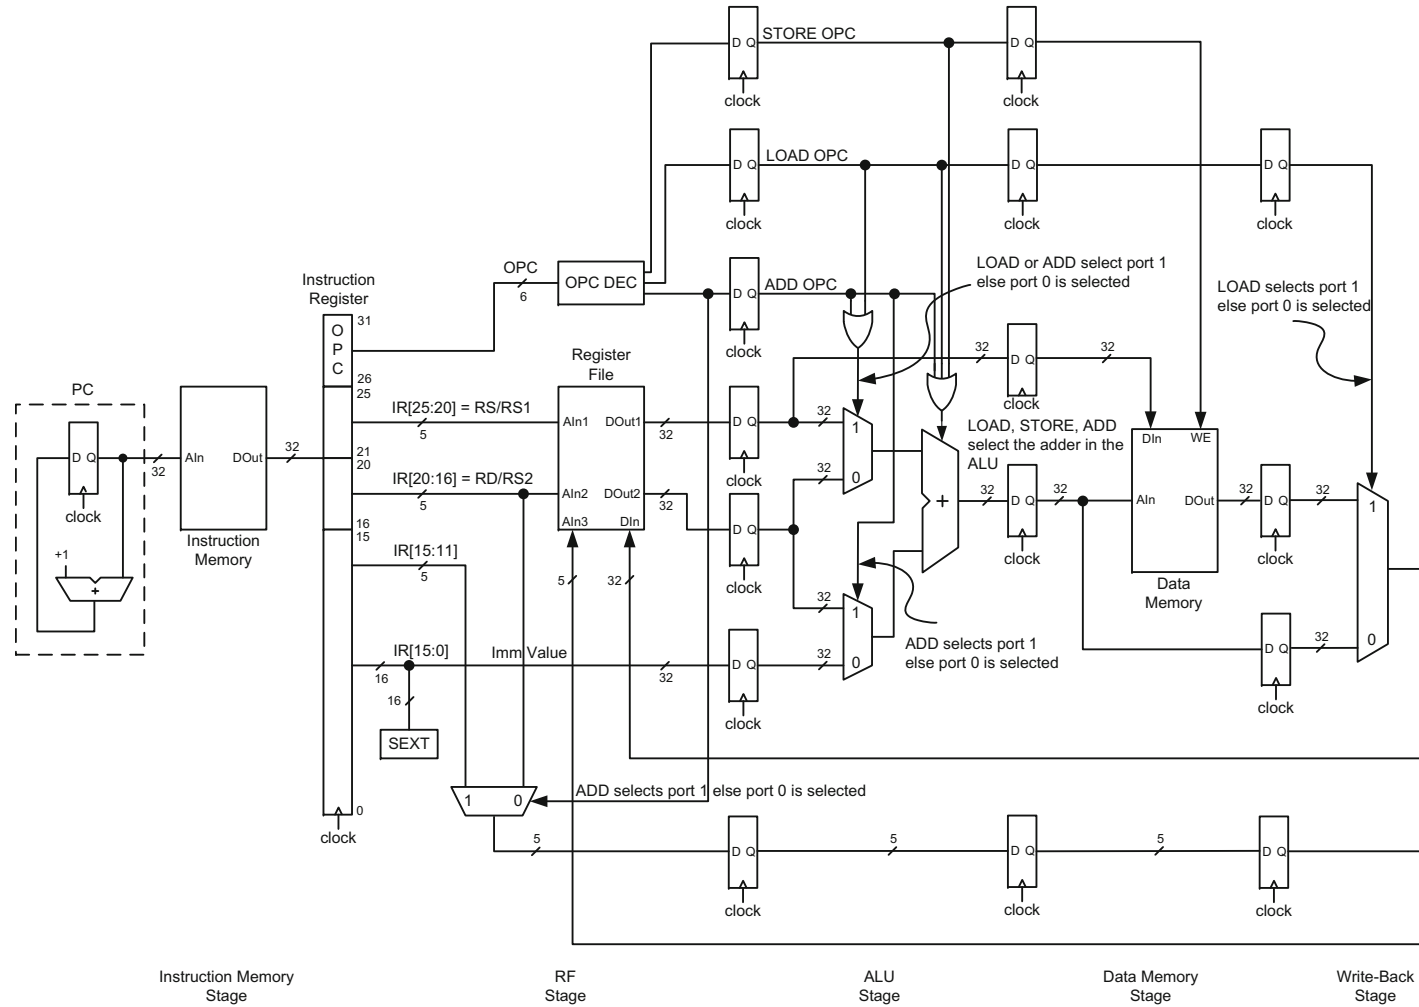 D Q
STORE OPC
D Q
clock
clock
D Q
LOAD OPC
D Q
D Q
clock
clock
clock
OPC
6
OPC DEC
D Q
ADD OPC
clock
LOAD or ADD select port 1
else port 0 is selected
LOAD selects port 1
else port 0 is selected
Instruction
Register
31
O
P
C
26
25
21
20
16
15
0
clock
PC
D Q
clock
+1
+
32
AIn
DOut
Instruction
Memory
32
IR[25:20] = RS/RS1
5
IR[20:16] = RD/RS2
5
IR[15:11]
5
IR[15:0]
16
16
SEXT
Imm Value
32
Register
File
AIn1
DOut1
AIn2
DOut2
AIn3
DIn
32
32
5
32
D Q
clock
D Q
clock
D Q
clock
32
1
32
0
32
1
32
0
+
32
D Q
32
clock
LOAD, STORE, ADD
select the adder in the
ALU
ADD selects port 1
else port 0 is selected
32
D Q
32
clock
DIn
WE
AIn
DOut
Data
Memory
32
D Q
32
clock
D Q
32
clock
1
0
1
0
ADD selects port 1 else port 0 is selected
5
D Q
5
D Q
5
D Q
clock
clock
clock
Instruction Memory
Stage
RF
Stage
ALU
Stage
Data Memory
Stage
Write-Back
Stage